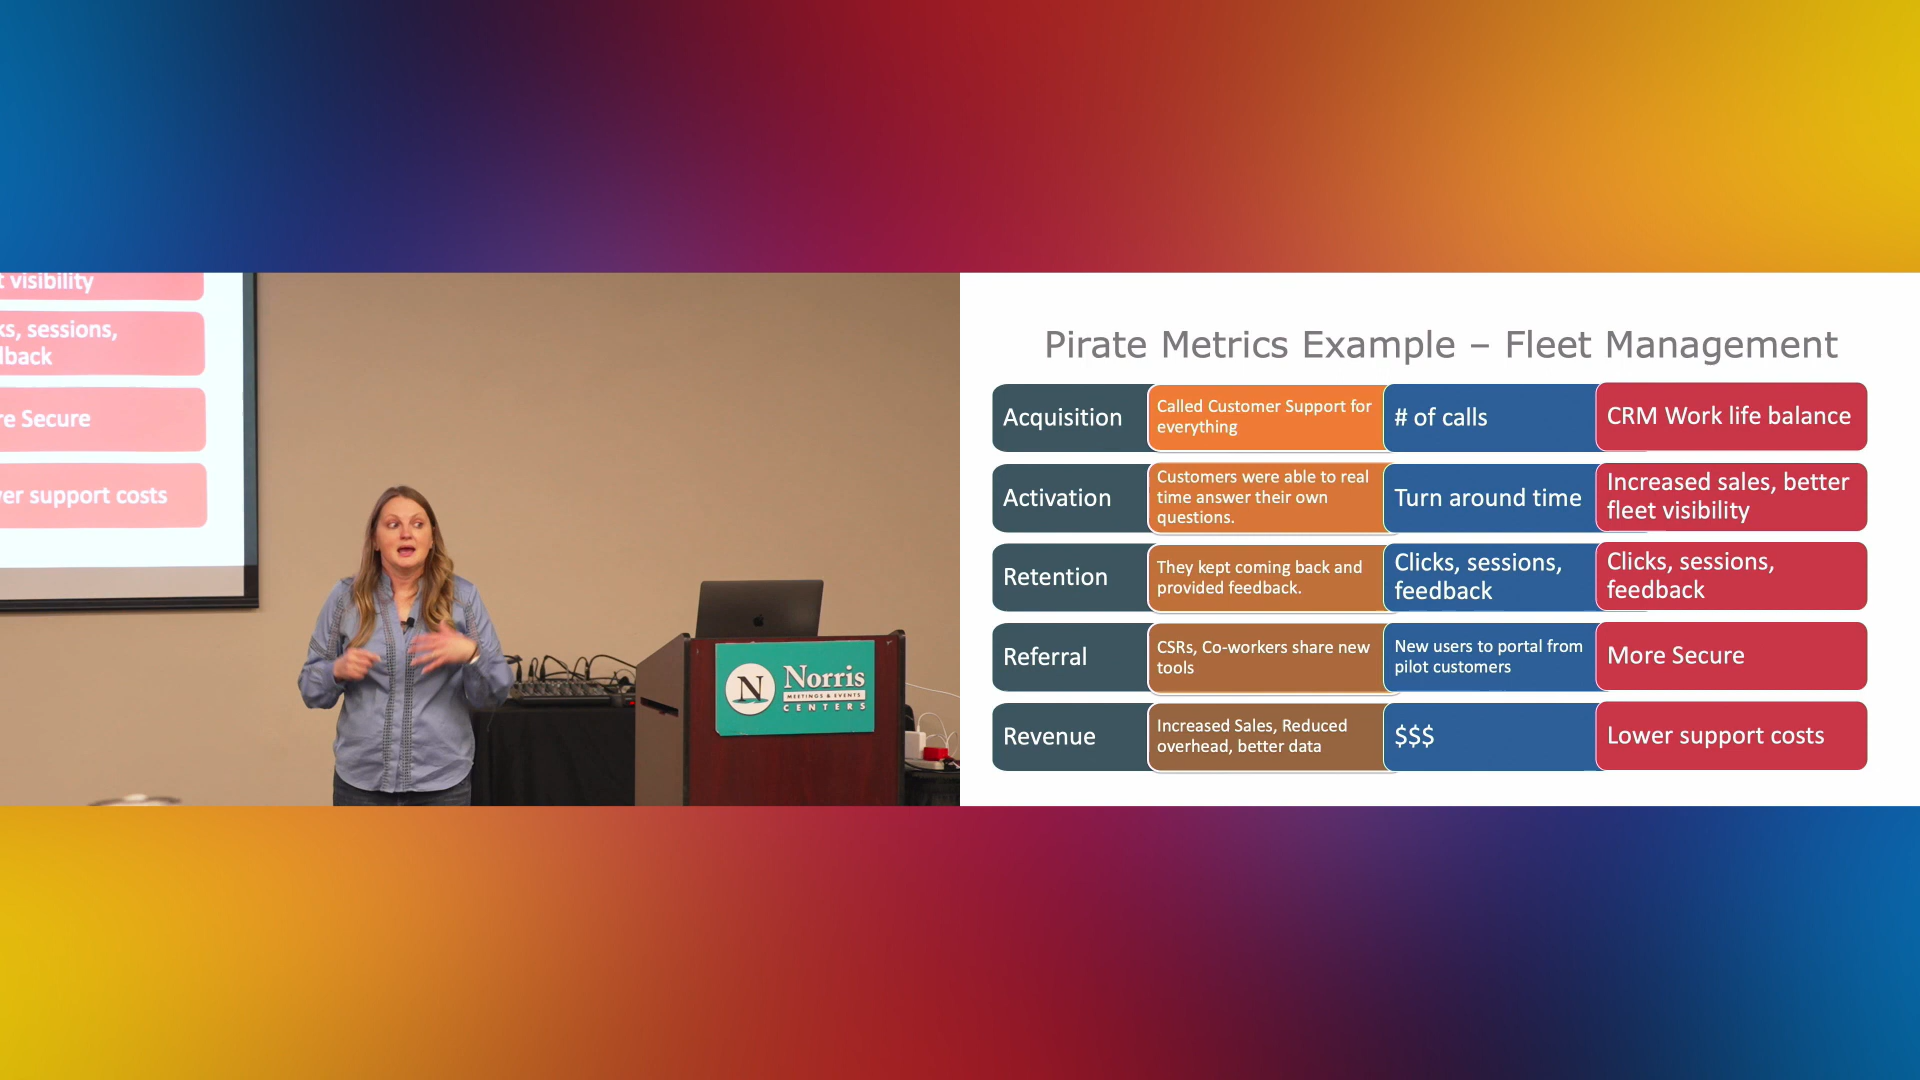 t visibility
ks, sessions,
lback
re Secure
ver support costs
N
Norris
MEETINGS & EVENTS
CENTERS
Pirate Metrics Example – Fleet Management
Acquisition
Called Customer Support for
everything
# of calls
CRM Work life balance
Activation
Customers were able to real
time answer their own
questions.
Turn around time
Increased sales, better
fleet visibility
Retention
They kept coming back and
provided feedback.
Clicks, sessions,
feedback
Clicks, sessions,
feedback
Referral
CSRs, Co-workers share new
tools
New users to portal from
pilot customers
More Secure
Revenue
Increased Sales, Reduced
overhead, better data
$$$
Lower support costs